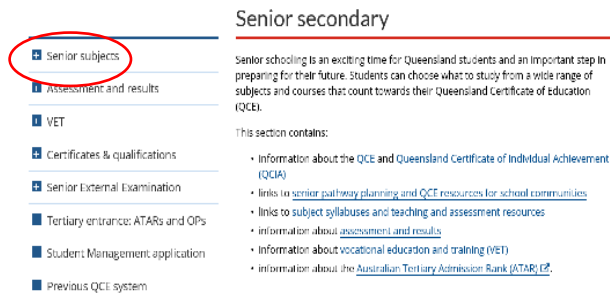 Senior secondary
Senior subjects
Assessment and results
VET
Certificates & qualifications
Senior External Examination
Tertiary entrance: ATARs and OPs
Student Management application
Previous QCE system
Senior schooling is an exciting time for Queensland students and an important step in
preparing for their future. Students can choose what to study from a wide range of
subjects and courses that count towards their Queensland Certificate of Education
(QCE).
This section contains:
• information about the QCE and Queensland Certificate of Individual Achievement
(QCIA)
• links to senior pathway planning and QCE resources for school communities
• links to subject syllabuses and teaching and assessment resources
• information about assessment and results
• information about vocational education and training (VET)
• information about the Australian Tertiary Admission Rank (ATAR).